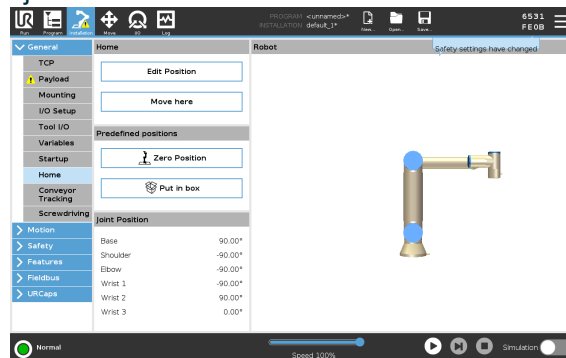 PROGRAM <unnamed>*
INSTALLATION default_1*
Run Program Installation Move I/O Log New... Open... Save...
6531
FE0B
General
TCP
Payload
Mounting
I/O Setup
Tool I/O
Variables
Startup
Home
Conveyor
Tracking
Screwdriving
Motion
Safety
Features
Fieldbus
URCaps
Home
Edit Position
Move here
Predefined positions
Zero Position
Put in box
Joint Position
Base 90.00°
Shoulder -90.00°
Elbow -90.00°
Wrist 1 -90.00°
Wrist 2 90.00°
Wrist 3 0.00°
Robot
Safety settings have changed
Normal
Speed 100%
Simulation